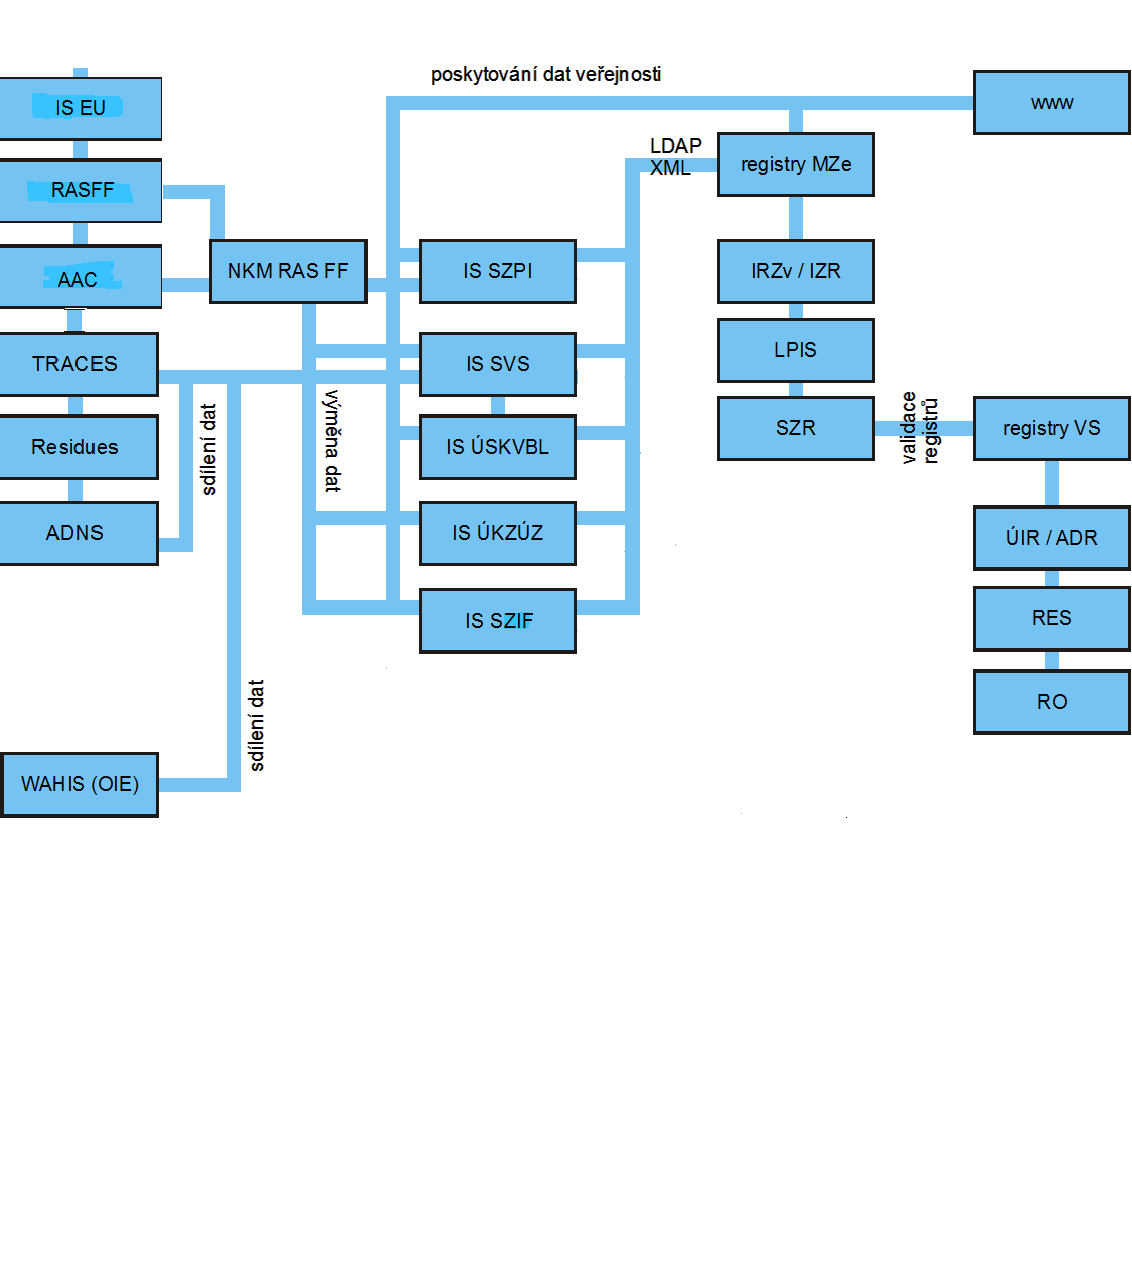 poskytování dat veřejnosti
www
IS EU
LDAP
XML
registry MZe
RASFF
NKM RAS FF
IS SZPI
IRZv / IZR
AAC
TRACES
IS SVS
LPIS
sdílení dat
výměna dat
Residues
IS ÚSKVBL
SZR
validace
registrů
registry VS
ADNS
IS ÚKZÚZ
ÚIR / ADR
IS SZIF
RES
sdílení dat
RO
WAHIS (OIE)